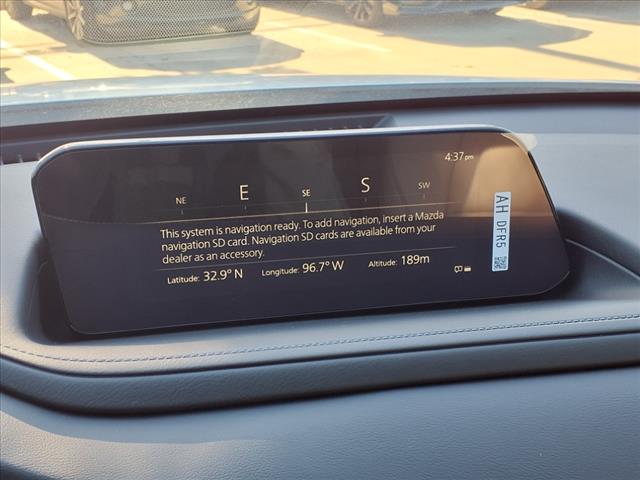 4:37pm
NE E SE S SW
This system is navigation ready. To add navigation, insert a Mazda
navigation SD card. Navigation SD cards are available from your
dealer as an accessory.
Latitude: 32.9° N Longitude: 96.7° W Altitude: 189m
AH DFR5